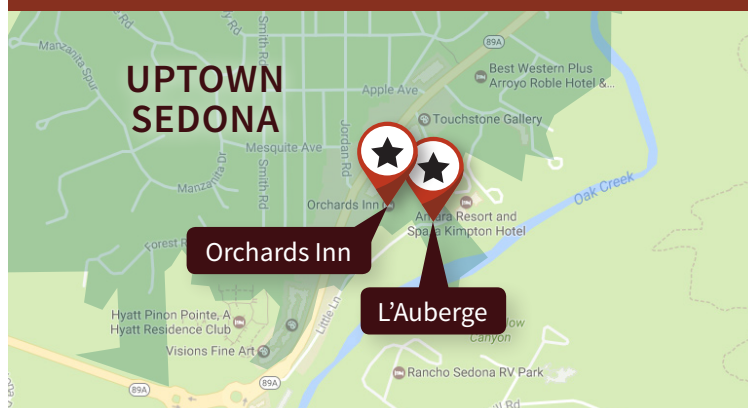 Rd
Manzanita Spur
Smith Rd
89A
Best Western Plus
Arroyo Roble Hotel &...
UPTOWN
SEDONA
Apple Ave
Touchstone Gallery
Jordan Rd
Mesquite Ave
Manzanita Dr
Smith Rd
Oak Creek
Orchards Inn
Amara Resort and
Spa, a Kimpton Hotel
Forest R
Orchards Inn
L'Auberge
Little Ln
Hyatt Pinon Pointe, A
Hyatt Residence Club
Visions Fine Art
Canyon
Rancho Sedona RV Park
89A
89A
Rd